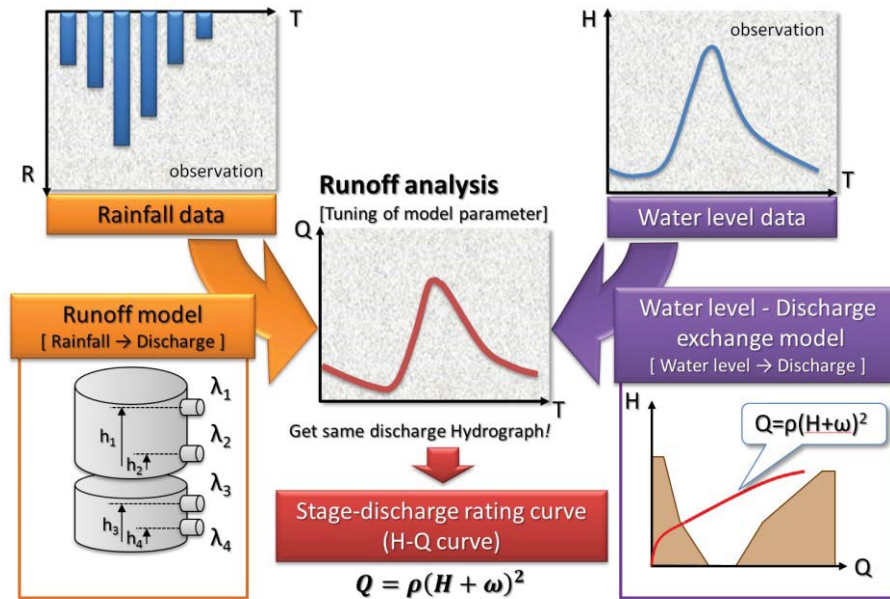 T
observation
R
Rainfall data
H
observation
T
Water level data
Runoff analysis
[Tuning of model parameter]
Q
T
Get same discharge Hydrograph!
Runoff model
[ Rainfall → Discharge ]
λ1
λ2
λ3
λ4
h1
h2
h3
h4
Water level - Discharge
exchange model
[ Water level → Discharge ]
H
Q=ρ(H+ω)²
Q
Stage-discharge rating curve
(H-Q curve)
Q = ρ(H + ω)²